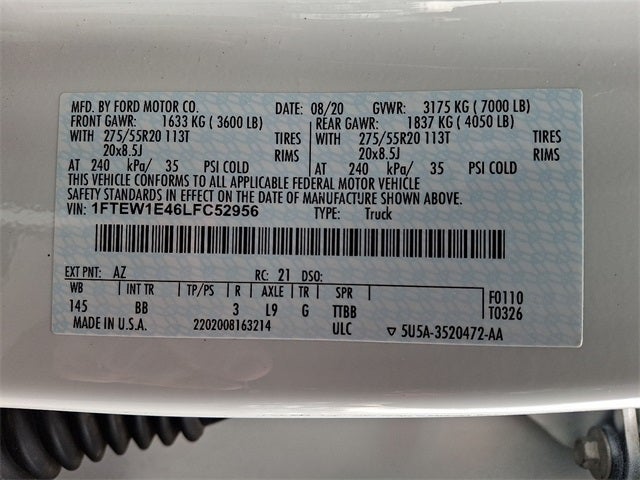 MFD. BY FORD MOTOR CO. DATE: 08/20 GVWR: 3175 KG ( 7000 LB)
FRONT GAWR: 1633 KG ( 3600 LB) REAR GAWR: 1837 KG ( 4050 LB)
WITH 275/55R20 113T TIRES WITH 275/55R20 113T TIRES
20x8.5J RIMS 20x8.5J RIMS
AT 240 kPa/ 35 PSI COLD AT 240 kPa/ 35 PSI COLD
THIS VEHICLE CONFORMS TO ALL APPLICABLE FEDERAL MOTOR VEHICLE
SAFETY STANDARDS IN EFFECT ON THE DATE OF MANUFACTURE SHOWN ABOVE.
VIN: 1FTEW1E46LFC52956 TYPE: Truck
EXT PNT: AZ RC: 21 DSO:
WB INT TR TP/PS R AXLE TR SPR F0110
145 BB 3 L9 G TTBB T0326
MADE IN U.S.A. 2202008163214 ULC ▽ 5U5A-3520472-AA